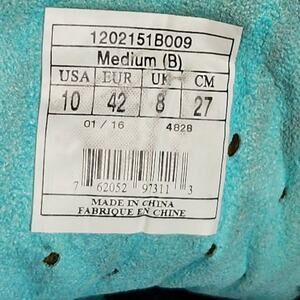 1202151B009
Medium (B)
USA EUR UK CM
10 42 8 27
01 / 16 4828
7 62052 97311 3
MADE IN CHINA
FABRIQUE EN CHINE